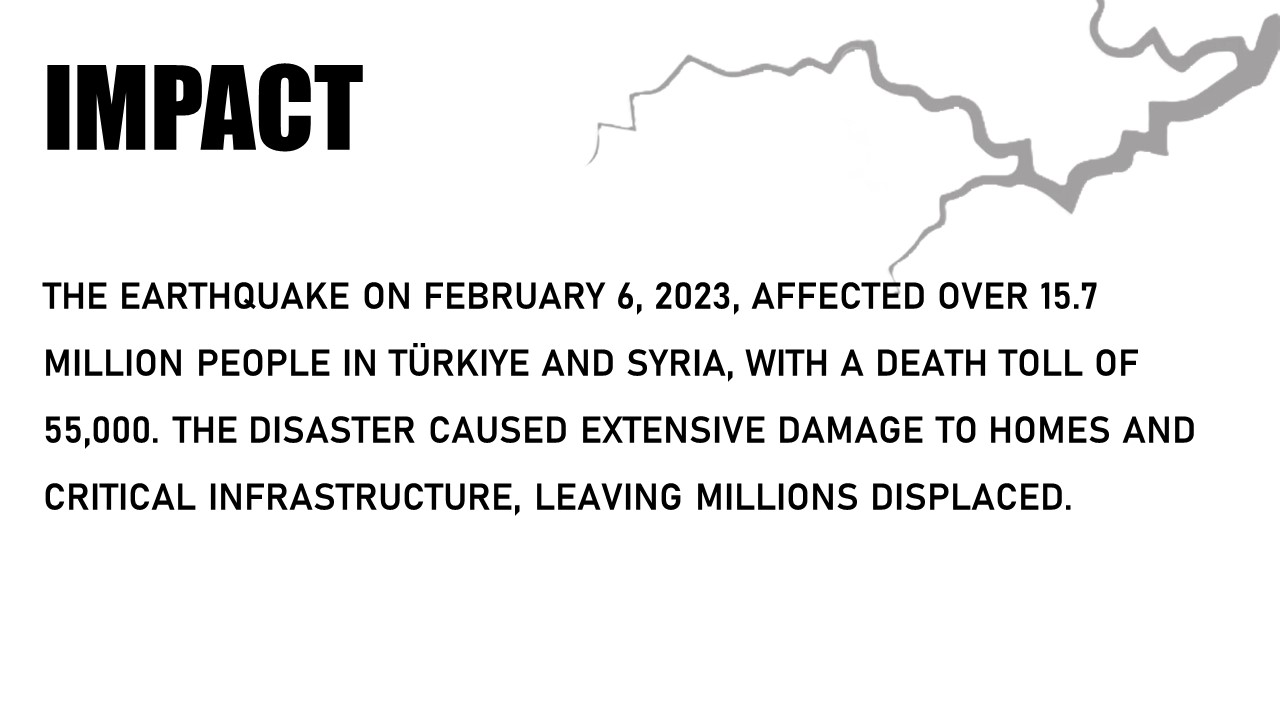 IMPACT
THE EARTHQUAKE ON FEBRUARY 6, 2023, AFFECTED OVER 15.7
MILLION PEOPLE IN TÜRKIYE AND SYRIA, WITH A DEATH TOLL OF
55,000. THE DISASTER CAUSED EXTENSIVE DAMAGE TO HOMES AND
CRITICAL INFRASTRUCTURE, LEAVING MILLIONS DISPLACED.